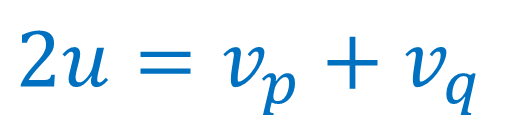 2u = v_p + v_q